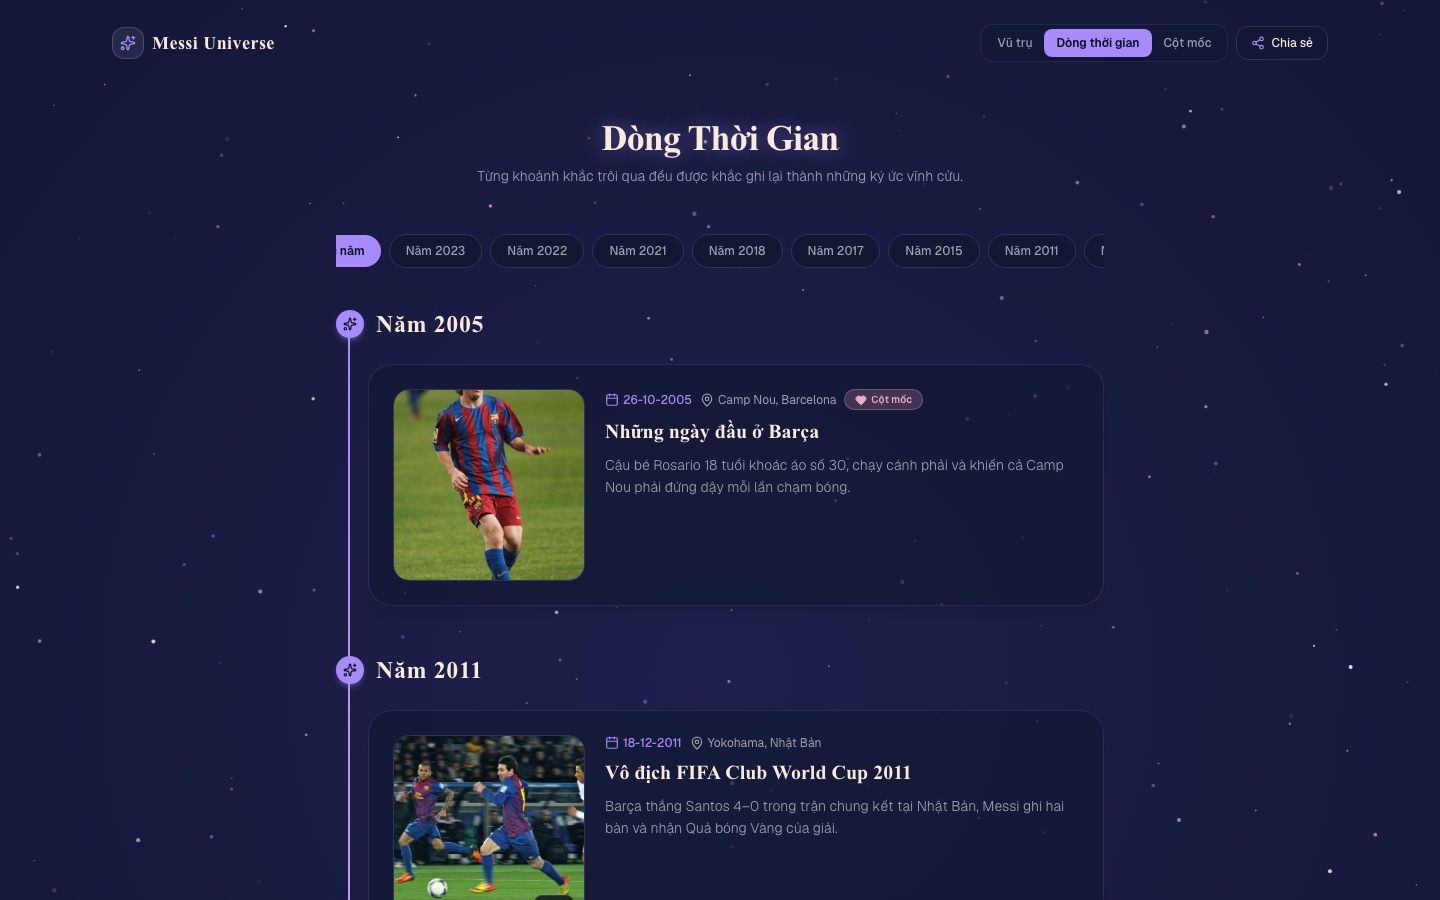 Messi Universe
Vũ trụ
Dòng thời gian
Cột mốc
Chia sẻ
Dòng Thời Gian
Từng khoảnh khắc trôi qua đều được khắc ghi lại thành những ký ức vĩnh cửu.
năm
Năm 2023
Năm 2022
Năm 2021
Năm 2018
Năm 2017
Năm 2015
Năm 2011
Năm 2005
26-10-2005
Camp Nou, Barcelona
Cột mốc
Những ngày đầu ở Barça
Cậu bé Rosario 18 tuổi khoác áo số 30, chạy cánh phải và khiến cả Camp
Nou phải đứng dậy mỗi lần chạm bóng.
Năm 2011
18-12-2011
Yokohama, Nhật Bản
Vô địch FIFA Club World Cup 2011
Barça thắng Santos 4–0 trong trận chung kết tại Nhật Bản, Messi ghi hai
bàn và nhận Quả bóng Vàng của giải.